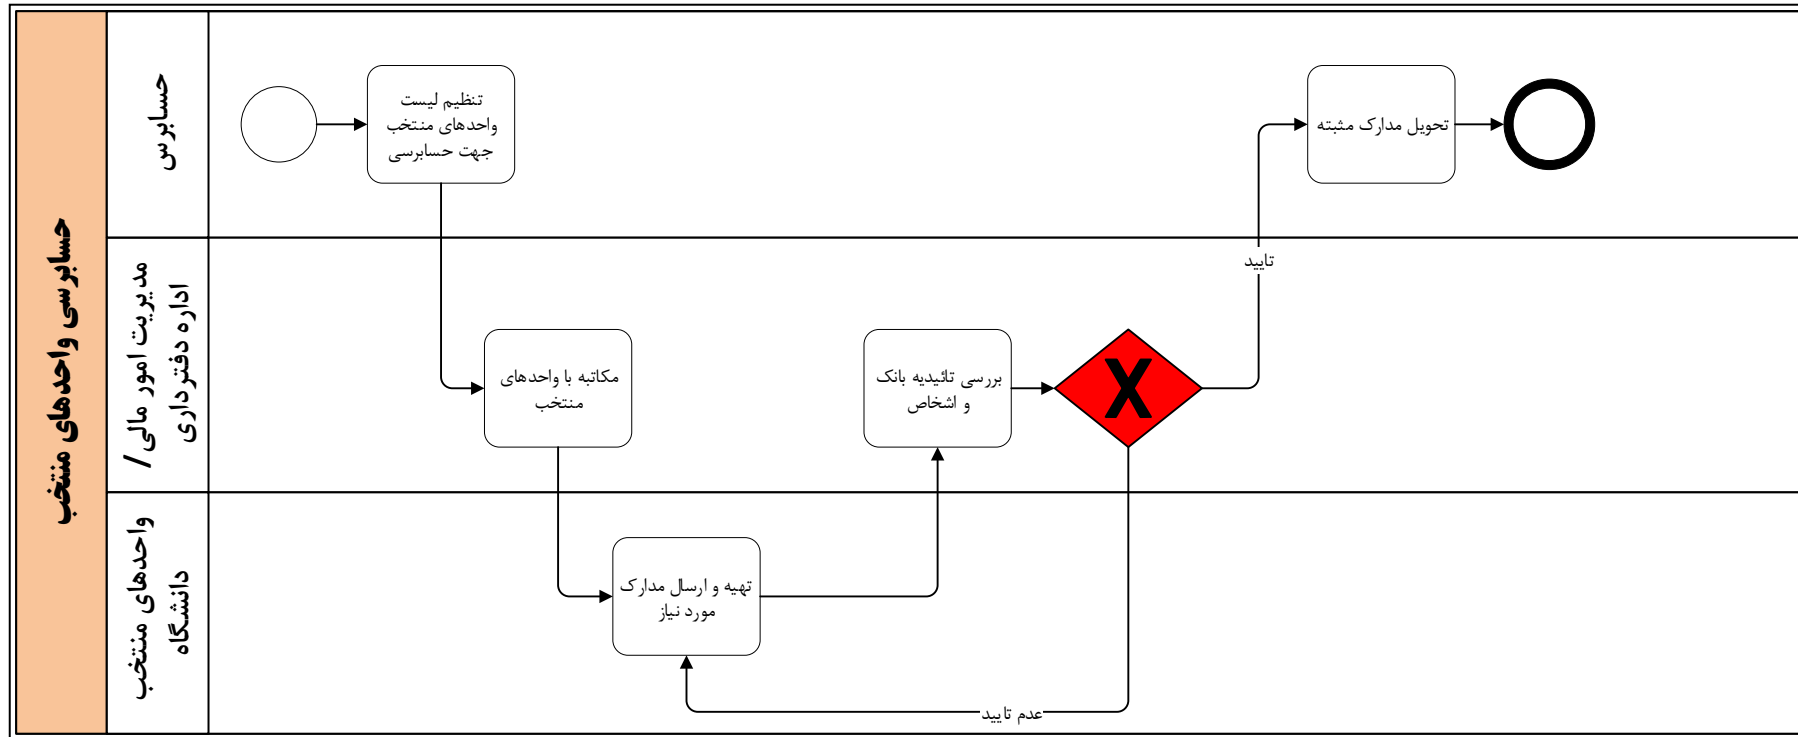 حسابرسی واحدهای منتخب
حسابرس
تنظیم لیست
واحدهای منتخب
جهت حسابرسی
تحویل مدارک مثبته
مدیریت امور مالی /
اداره دفترداری
مکاتبه با واحدهای
منتخب
بررسی تائیدیه بانک
و اشخاص
X
تایید
واحدهای منتخب
دانشگاه
تهیه و ارسال مدارک
مورد نیاز
عدم تایید